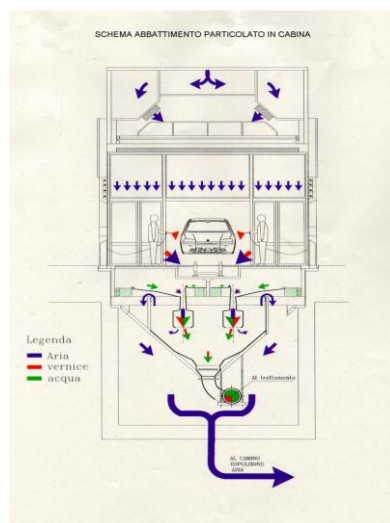 SCHEMA ABBATTIMENTO PARTICOLATO IN CABINA
Legenda
Aria
vernice
acqua
Al trattamento
AL CAMINO
ESPULSIONE
ARIA